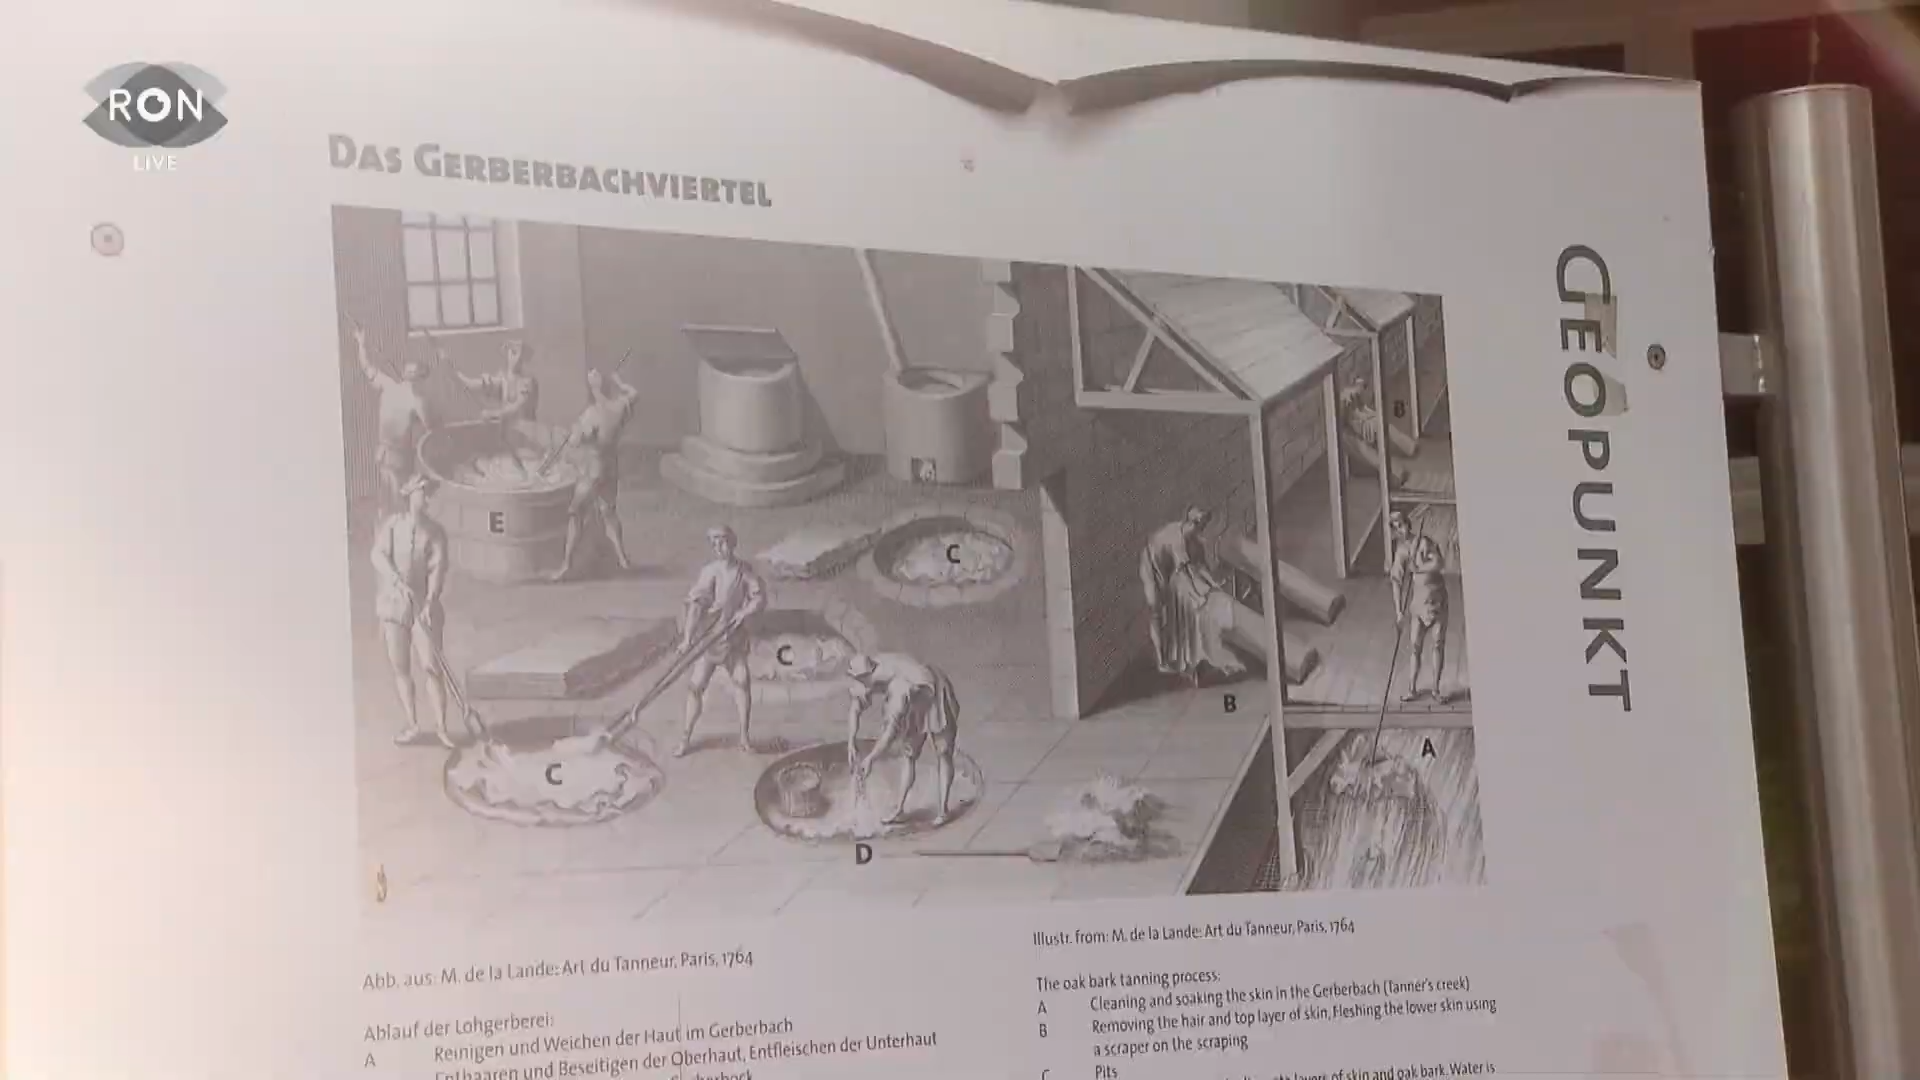 RON
LIVE
DAS GERBERBACHVIERTEL
GEOPUNKT
B
E
C
C
B
A
C
D
Abb. aus: M. de la Lande: Art du Tanneur, Paris, 1764
Ablauf der Lohgerberei:
A Reinigen und Weichen der Haut im Gerberbach
Enthaaren und Beseitigen der Oberhaut, Entfleischen der Unterhaut
Illustr. from: M. de la Lande: Art du Tanneur, Paris, 1764
The oak bark tanning process:
A Cleaning and soaking the skin in the Gerberbach (Tanner's creek)
B Removing the hair and top layer of skin, Fleshing the lower skin using
a scraper on the scraping
C Pits
layers of skin and oak bark. Water is